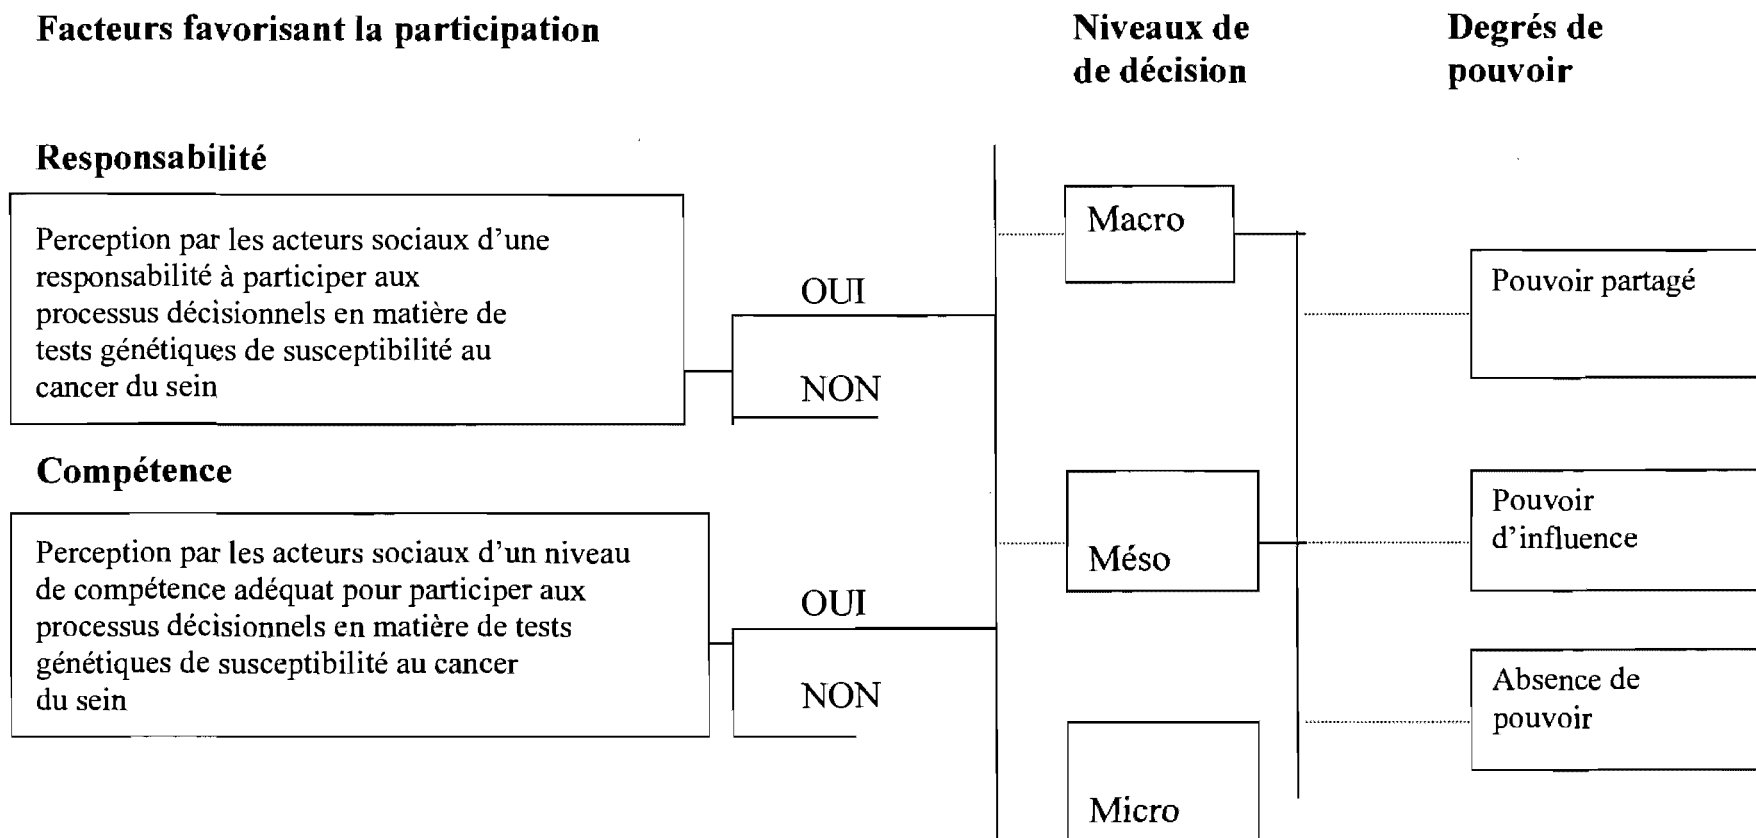 Facteurs favorisant la participation
Niveaux de
de décision
Degrés de
pouvoir
Responsabilité
Perception par les acteurs sociaux d'une
responsabilité à participer aux
processus décisionnels en matière de
tests génétiques de susceptibilité au
cancer du sein
OUI
NON
Compétence
Perception par les acteurs sociaux d'un niveau
de compétence adéquat pour participer aux
processus décisionnels en matière de tests
génétiques de susceptibilité au cancer
du sein
OUI
NON
Macro
Méso
Micro
Pouvoir partagé
Pouvoir
d'influence
Absence de
pouvoir